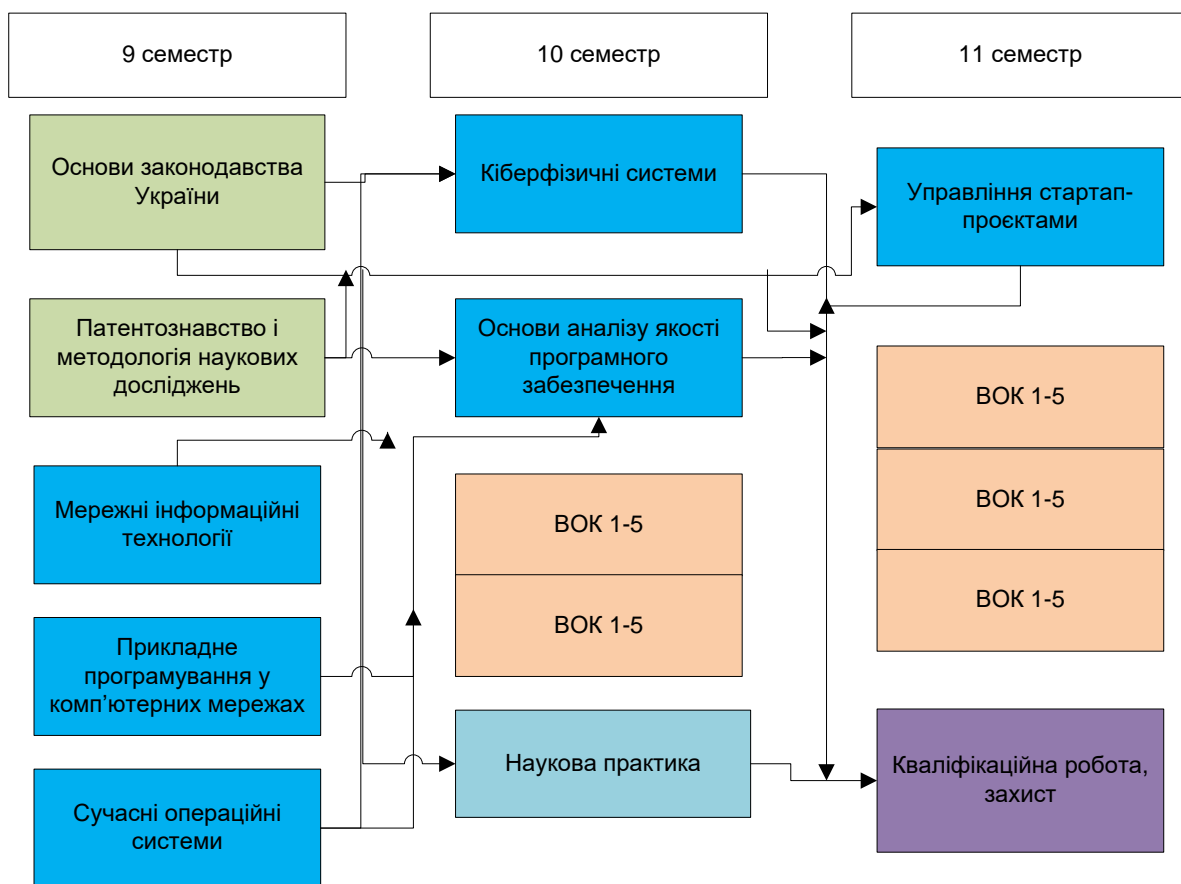 9 семестр
10 семестр
11 семестр
Основи законодавства
України
Патентознавство і
методологія наукових
досліджень
Мережні інформаційні
технології
Прикладне
програмування у
комп’ютерних мережах
Сучасні операційні
системи
Кіберфізичні системи
Основи аналізу якості
програмного
забезпечення
ВОК 1-5
ВОК 1-5
Наукова практика
Управління стартап-
проєктами
ВОК 1-5
ВОК 1-5
ВОК 1-5
Кваліфікаційна робота,
захист